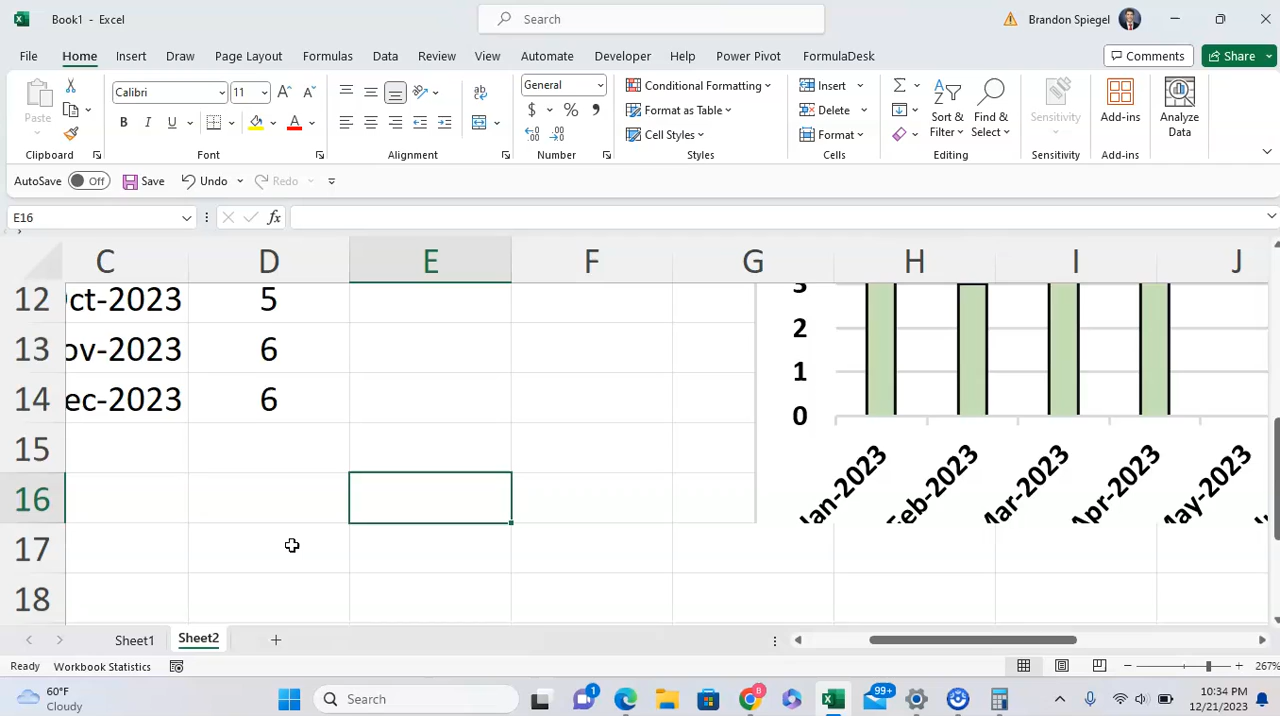 Book1 - Excel
Search
Brandon Spiegel
File Home Insert Draw Page Layout Formulas Data Review View Automate Developer Help Power Pivot FormulaDesk
Comments Share
Paste
Calibri 11
General
Conditional Formatting
Format as Table
Cell Styles
Insert
Delete
Format
Sort & Filter
Find & Select
Sensitivity
Add-ins
Analyze Data
Clipboard Font Alignment Number Styles Cells Editing Sensitivity Add-ins
AutoSave Off Save Undo Redo
E16 fx
C D E F G H I J
12 Oct-2023 5
13 ov-2023 6
14 ec-2023 6
15
16
17
18
3
2
1
0
Jan-2023 Feb-2023 Mar-2023 Apr-2023 May-2023
Sheet1 Sheet2
Ready Workbook Statistics 267%
60°F
Cloudy
Search
1
8
99+
10:34 PM
12/21/2023